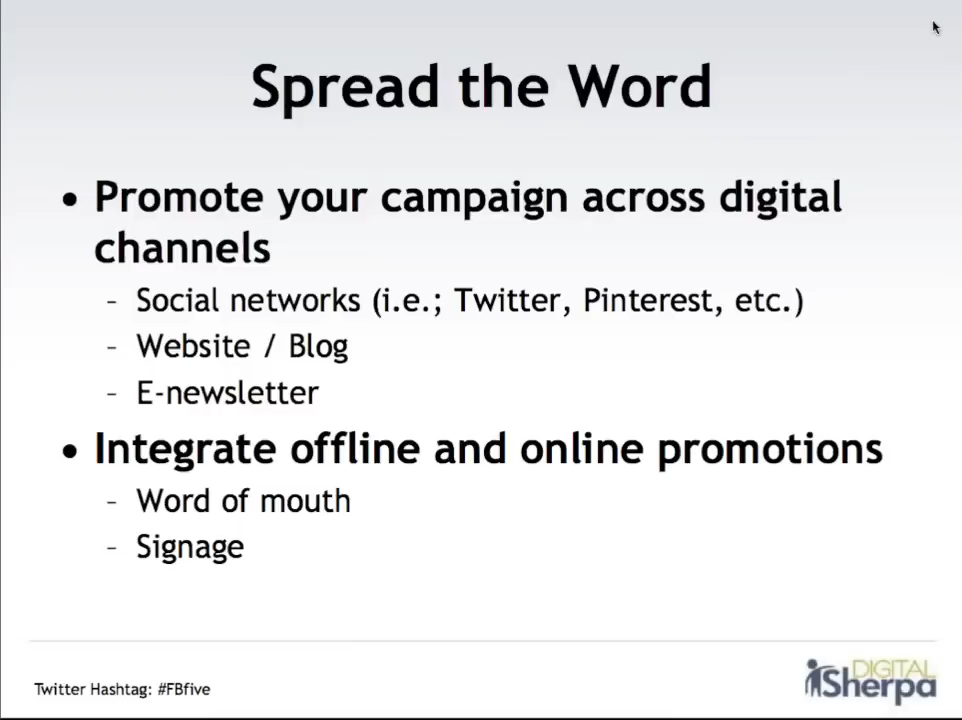 Spread the Word
• Promote your campaign across digital
channels
– Social networks (i.e.; Twitter, Pinterest, etc.)
– Website / Blog
– E-newsletter
• Integrate offline and online promotions
– Word of mouth
– Signage
Twitter Hashtag: #FBfive
DIGITAL
Sherpa